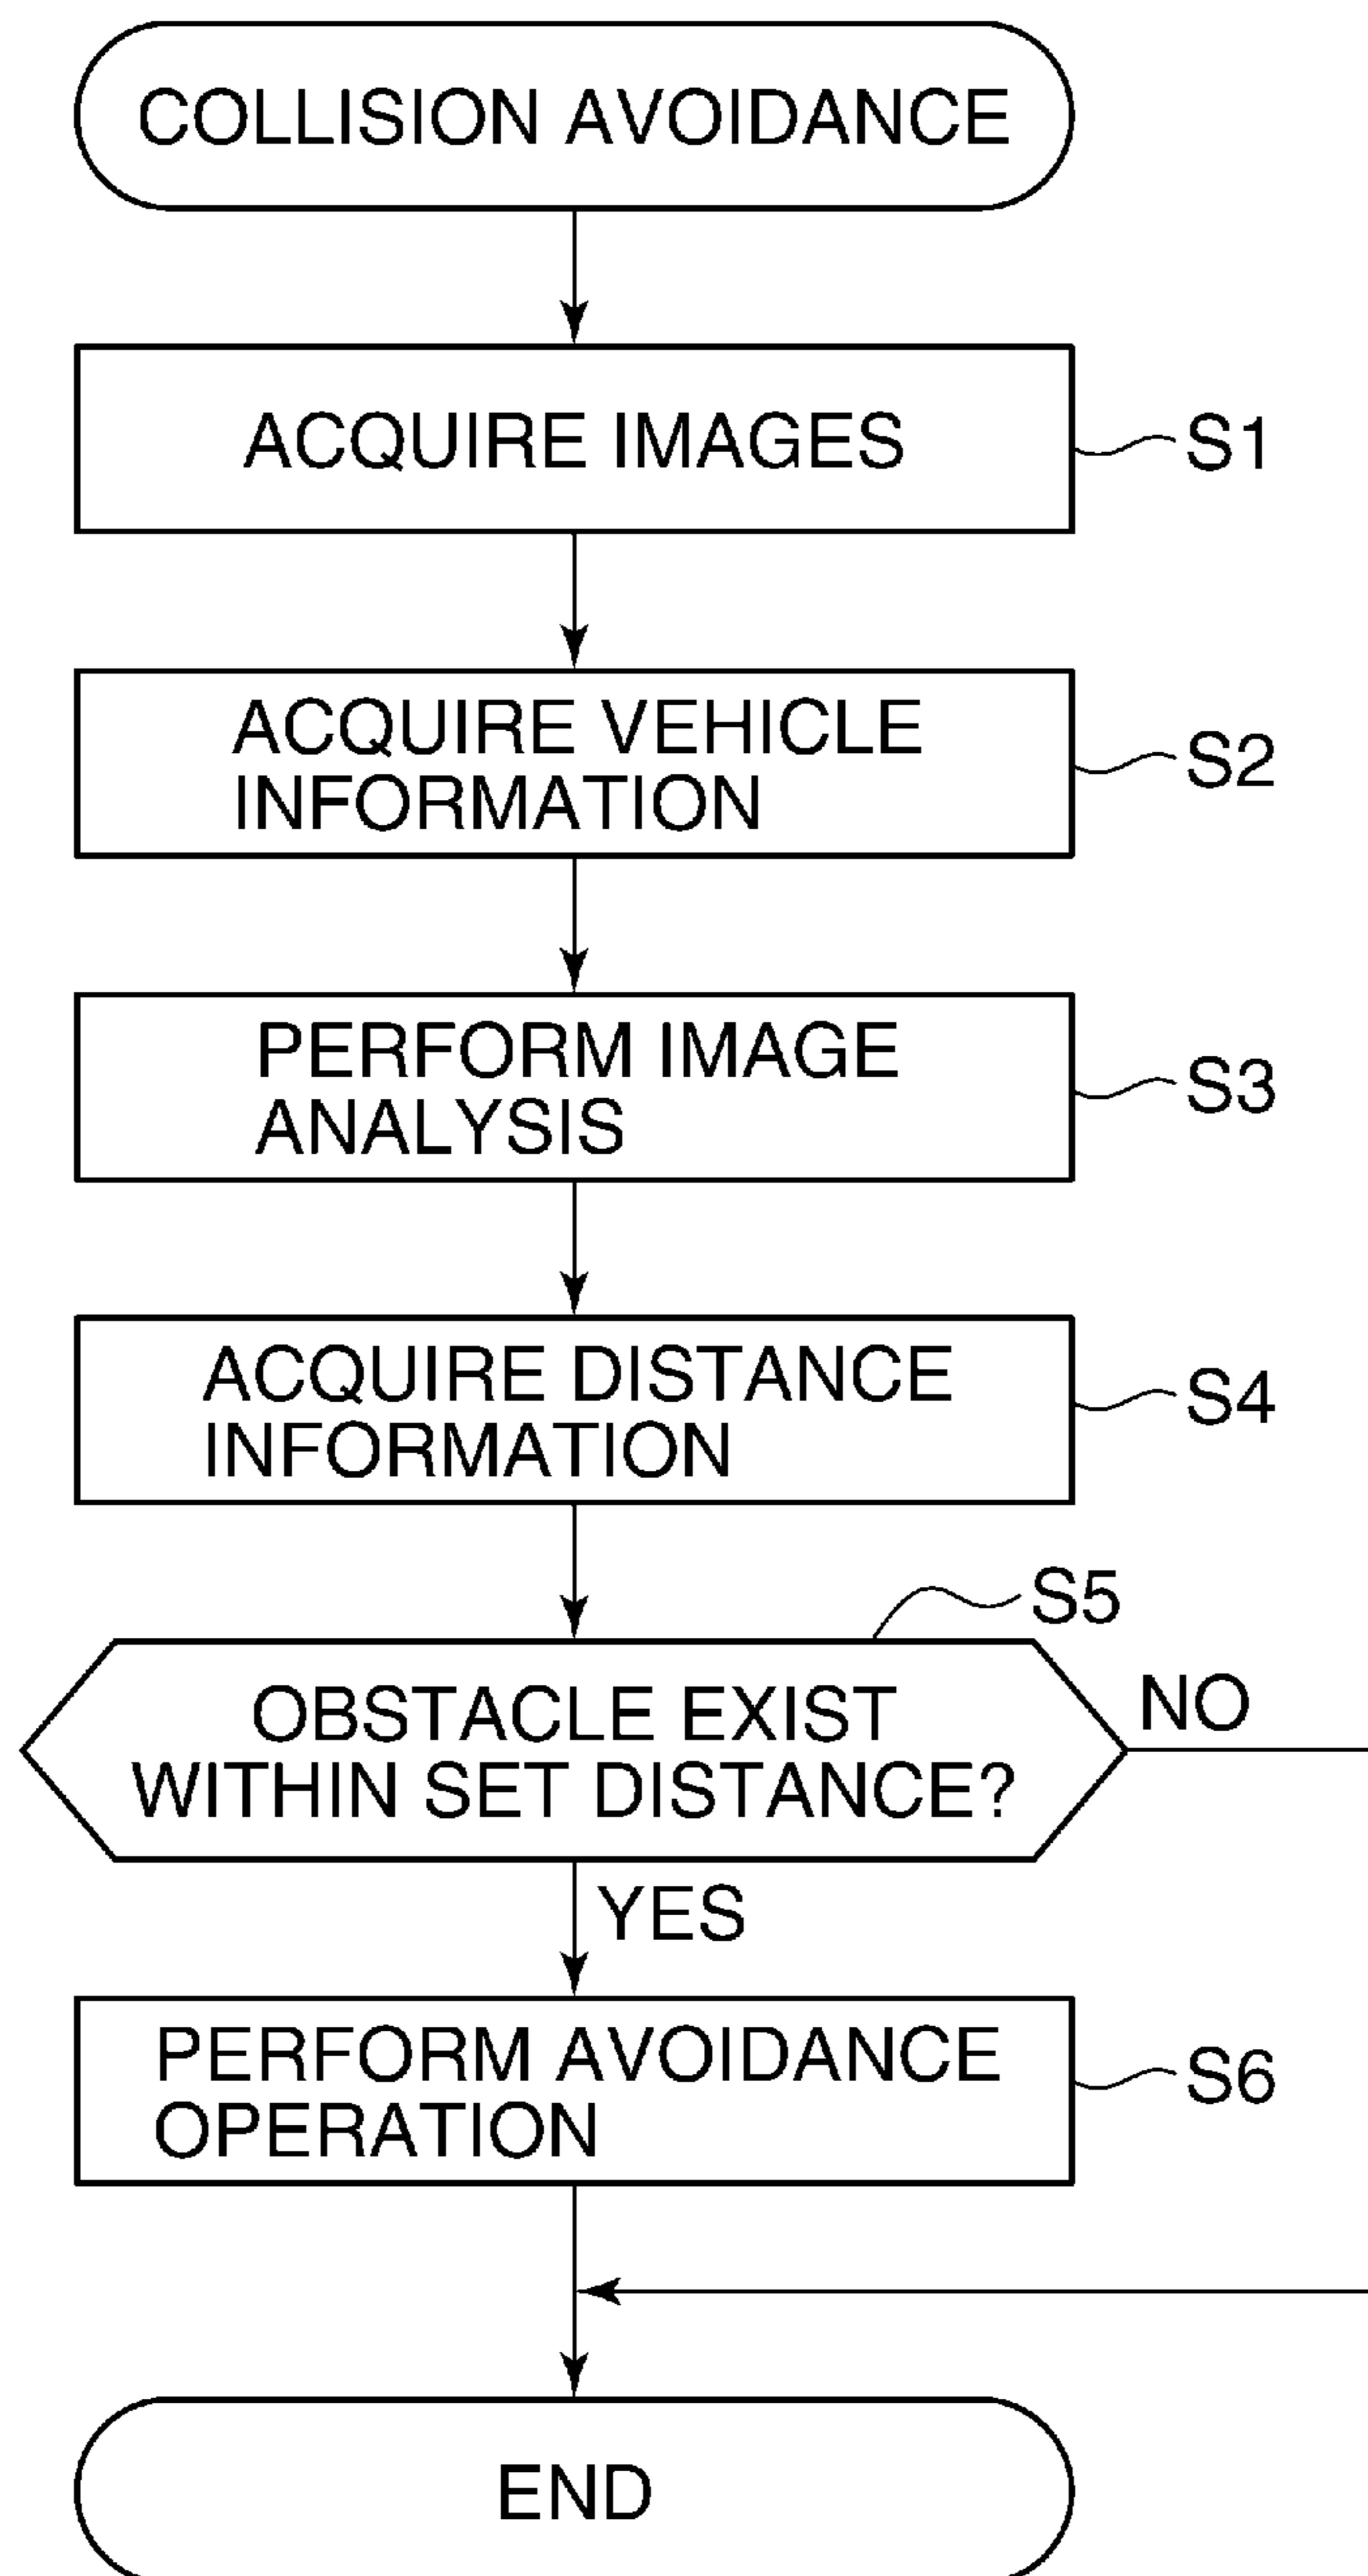 COLLISION AVOIDANCE
ACQUIRE IMAGES
S1
ACQUIRE VEHICLE
INFORMATION
S2
PERFORM IMAGE
ANALYSIS
S3
ACQUIRE DISTANCE
INFORMATION
S4
S5
OBSTACLE EXIST
WITHIN SET DISTANCE?
NO
YES
PERFORM AVOIDANCE
OPERATION
S6
END